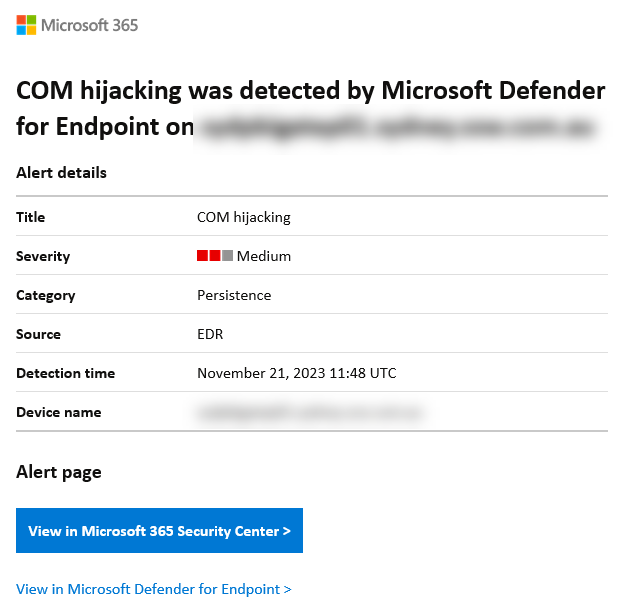 Microsoft 365
COM hijacking was detected by Microsoft Defender
for Endpoint on
Alert details
Title COM hijacking
Severity Medium
Category Persistence
Source EDR
Detection time November 21, 2023 11:48 UTC
Device name
Alert page
View in Microsoft 365 Security Center >
View in Microsoft Defender for Endpoint >